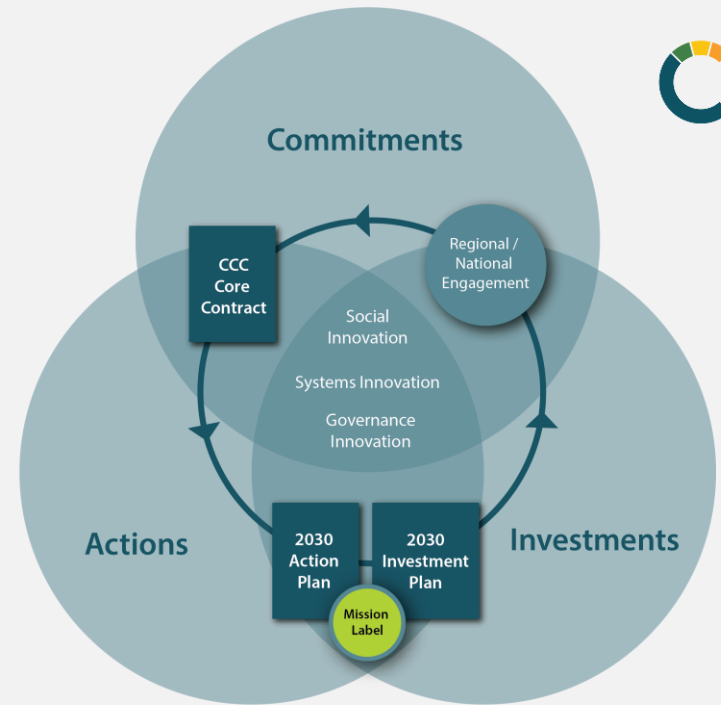 Commitments
CCC
Core
Contract
Regional /
National
Engagement
Social
Innovation
Systems Innovation
Governance
Innovation
Actions
Investments
2030
Action
Plan
2030
Investment
Plan
Mission
Label